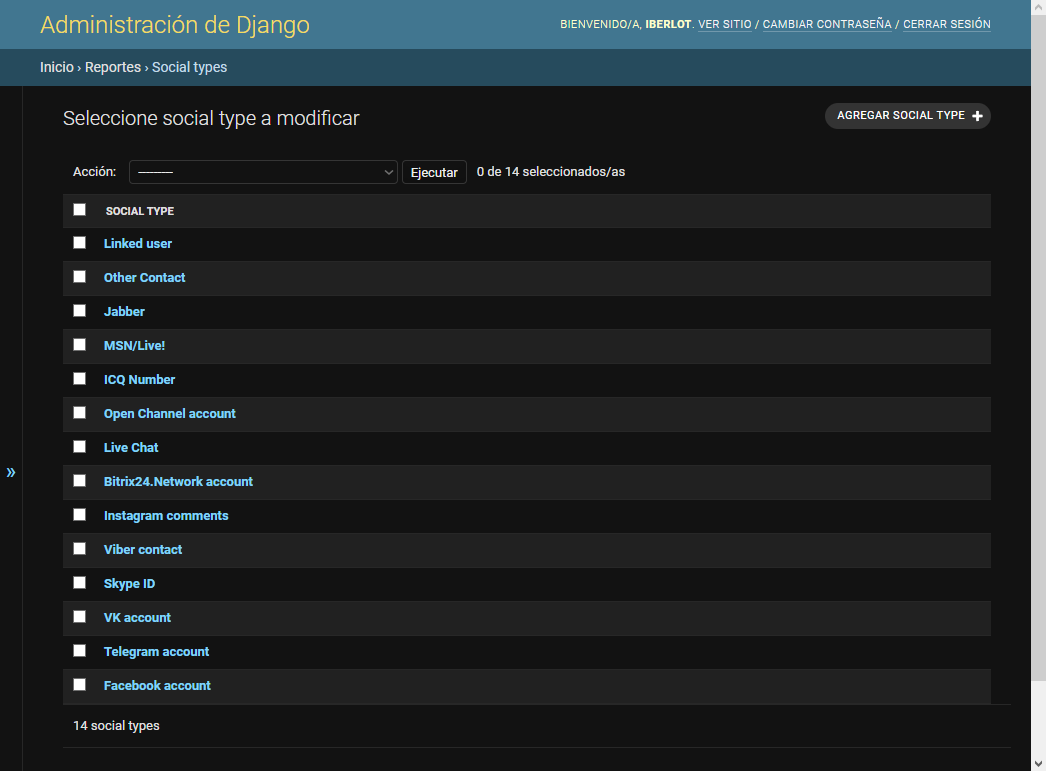 Administración de Django
BIENVENIDO/A, IBERLOT. VER SITIO / CAMBIAR CONTRASEÑA / CERRAR SESIÓN
Inicio › Reportes › Social types
Seleccione social type a modificar
AGREGAR SOCIAL TYPE +
Acción: --------- Ejecutar 0 de 14 seleccionados/as
SOCIAL TYPE
Linked user
Other Contact
Jabber
MSN/Live!
ICQ Number
Open Channel account
Live Chat
»
Bitrix24.Network account
Instagram comments
Viber contact
Skype ID
VK account
Telegram account
Facebook account
14 social types